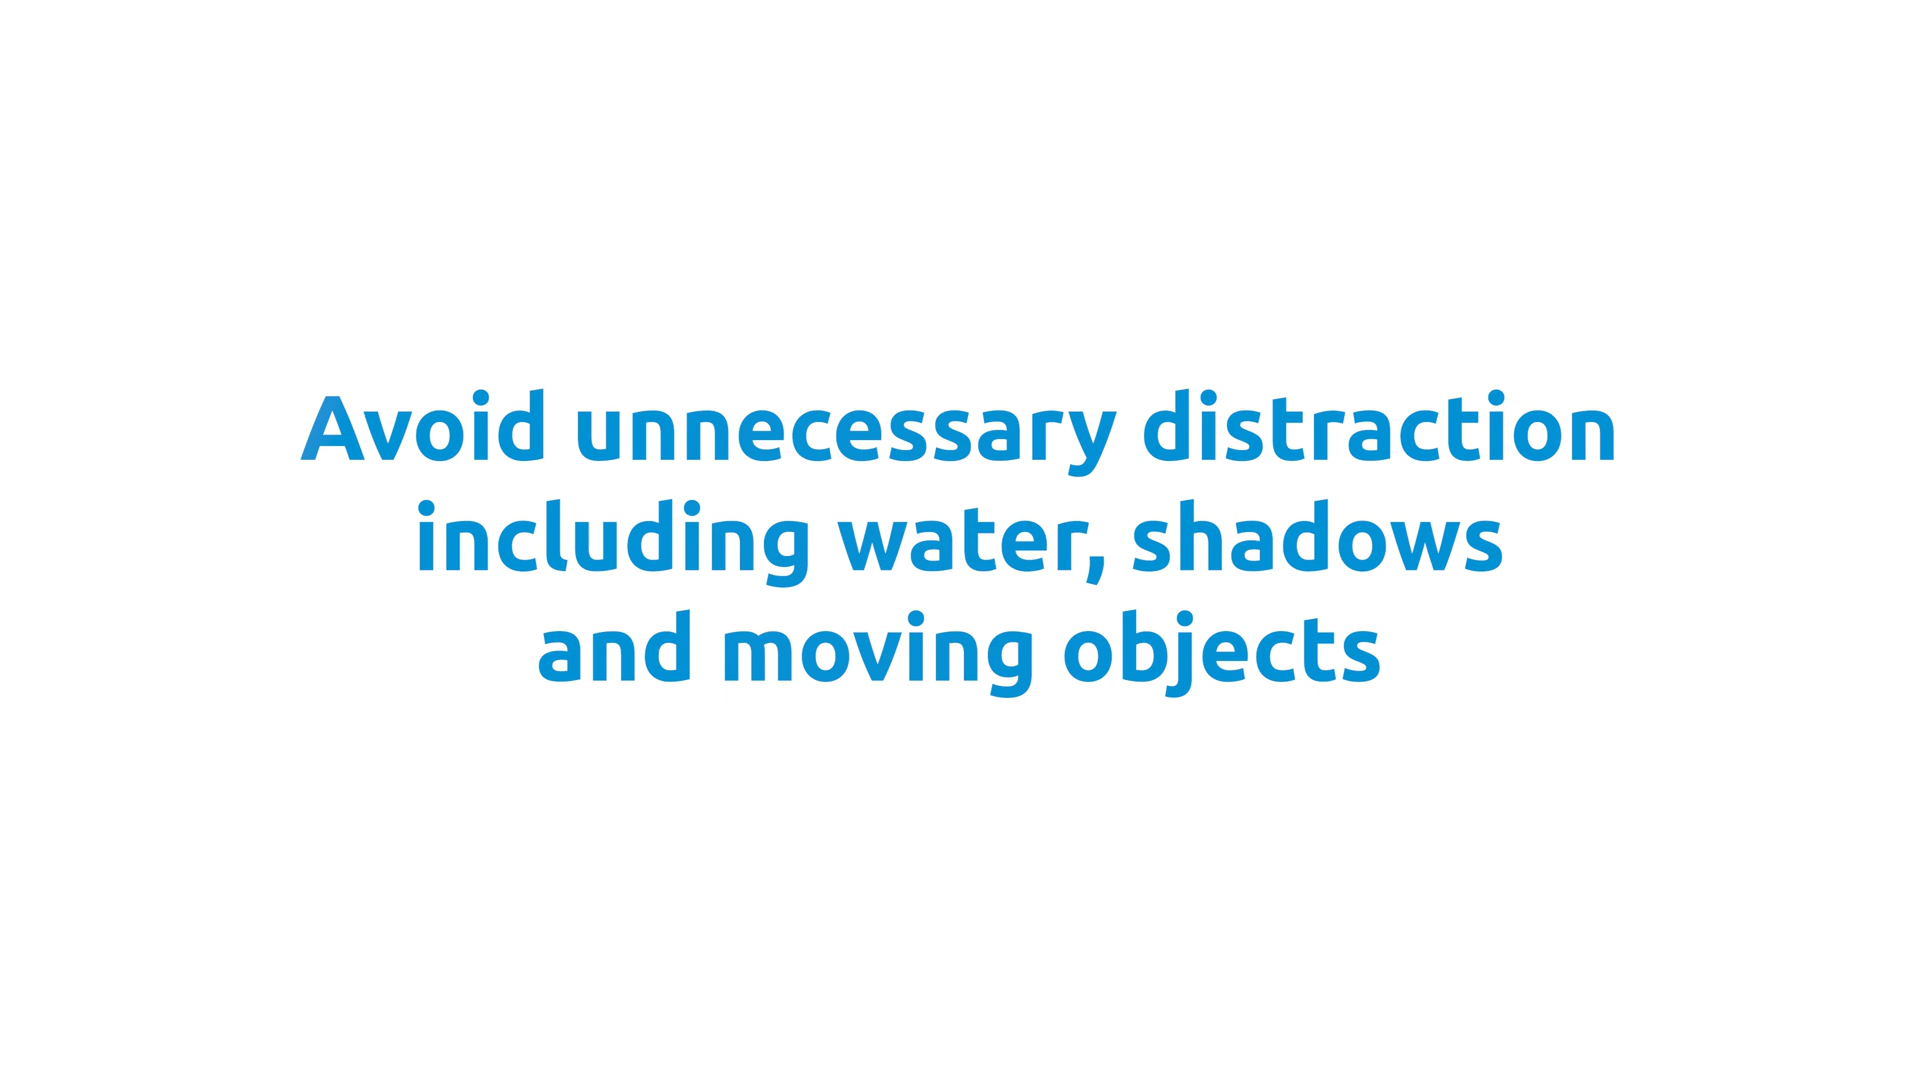 Avoid unnecessary distraction
including water, shadows
and moving objects